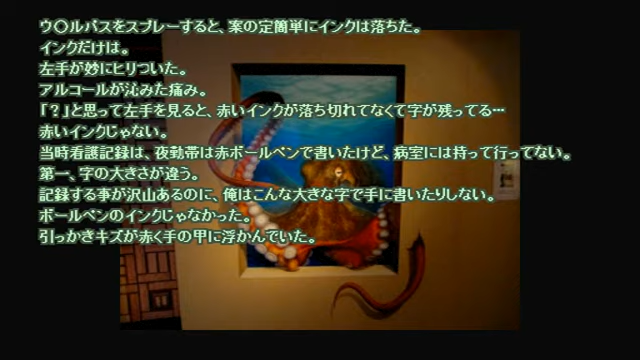 ウ〇ルパスをスプレーすると、案の定簡単にインクは落ちた。
インクだけは。
左手が妙にヒリついた。
アルコールが沁みた痛み。
「？」と思って左手を見ると、赤いインクが落ち切れてなくて字が残ってる…
赤いインクじゃない。
当時看護記録は、夜勤帯は赤ボールペンで書いたけど、病室には持って行ってない。
第一、字の大きさが違う。
記録する事が沢山あるのに、俺はこんな大きな字で手に書いたりしない。
ボールペンのインクじゃなかった。
引っかきキズが赤く手の甲に浮かんでいた。